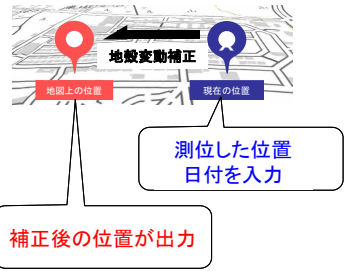 地殻変動補正
地図上の位置
現在の位置
測位した位置
日付を入力
補正後の位置が出力